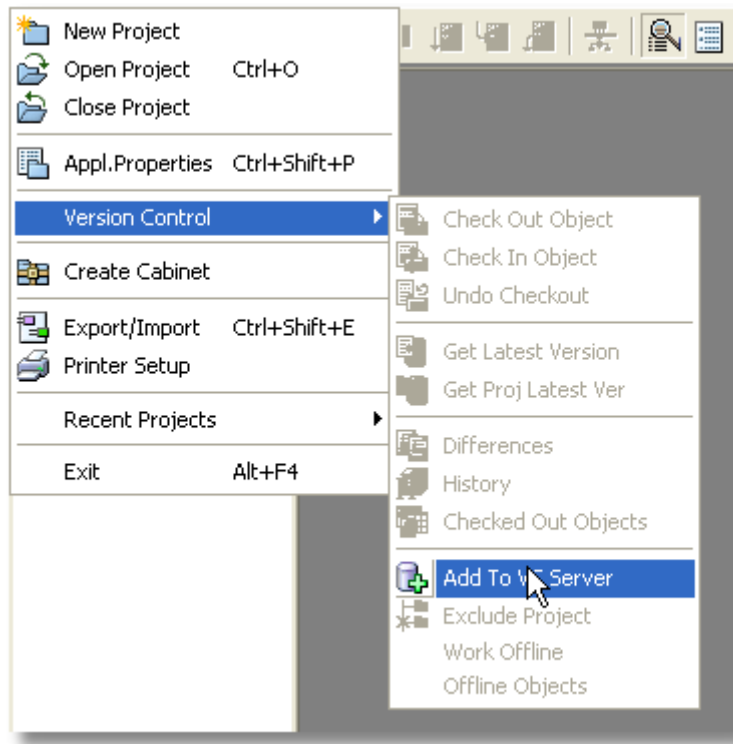 New Project
Open Project Ctrl+O
Close Project
Appl.Properties Ctrl+Shift+P
Version Control
Create Cabinet
Export/Import Ctrl+Shift+E
Printer Setup
Recent Projects
Exit Alt+F4
Check Out Object
Check In Object
Undo Checkout
Get Latest Version
Get Proj Latest Ver
Differences
History
Checked Out Objects
Add To Server
Exclude Project
Work Offline
Offline Objects